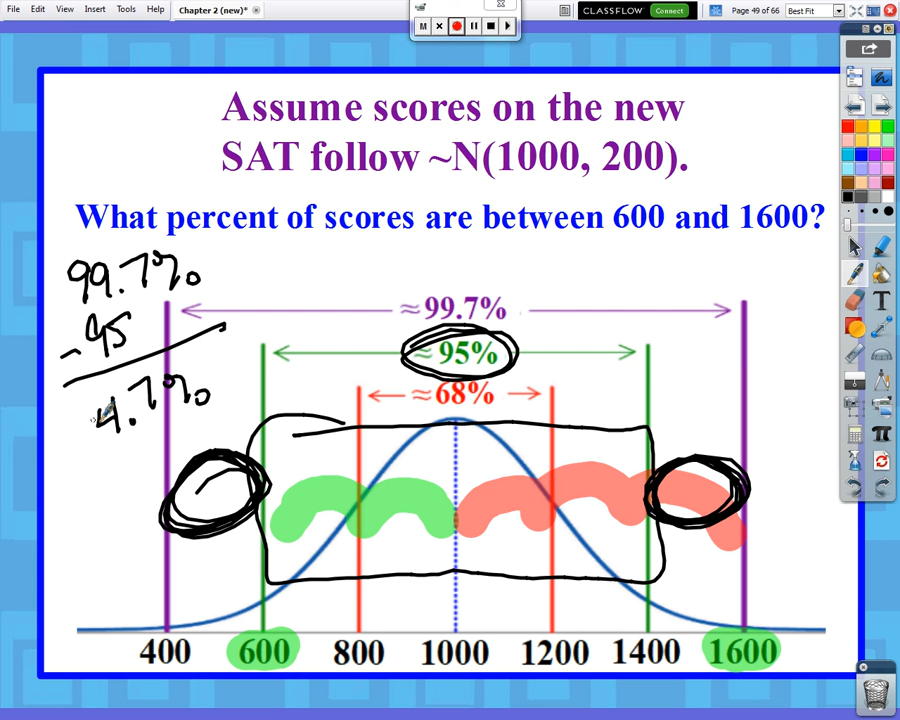 File Edit View Insert Tools Help Chapter 2 (new)* CLASSFLOW Connect Page 49 of 66 Best Fit
M
Assume scores on the new
SAT follow ~N(1000, 200).
What percent of scores are between 600 and 1600?
99.7%
- 95
4.7%
≈99.7%
≈95%
≈68%
400 600 800 1000 1200 1400 1600
T
π